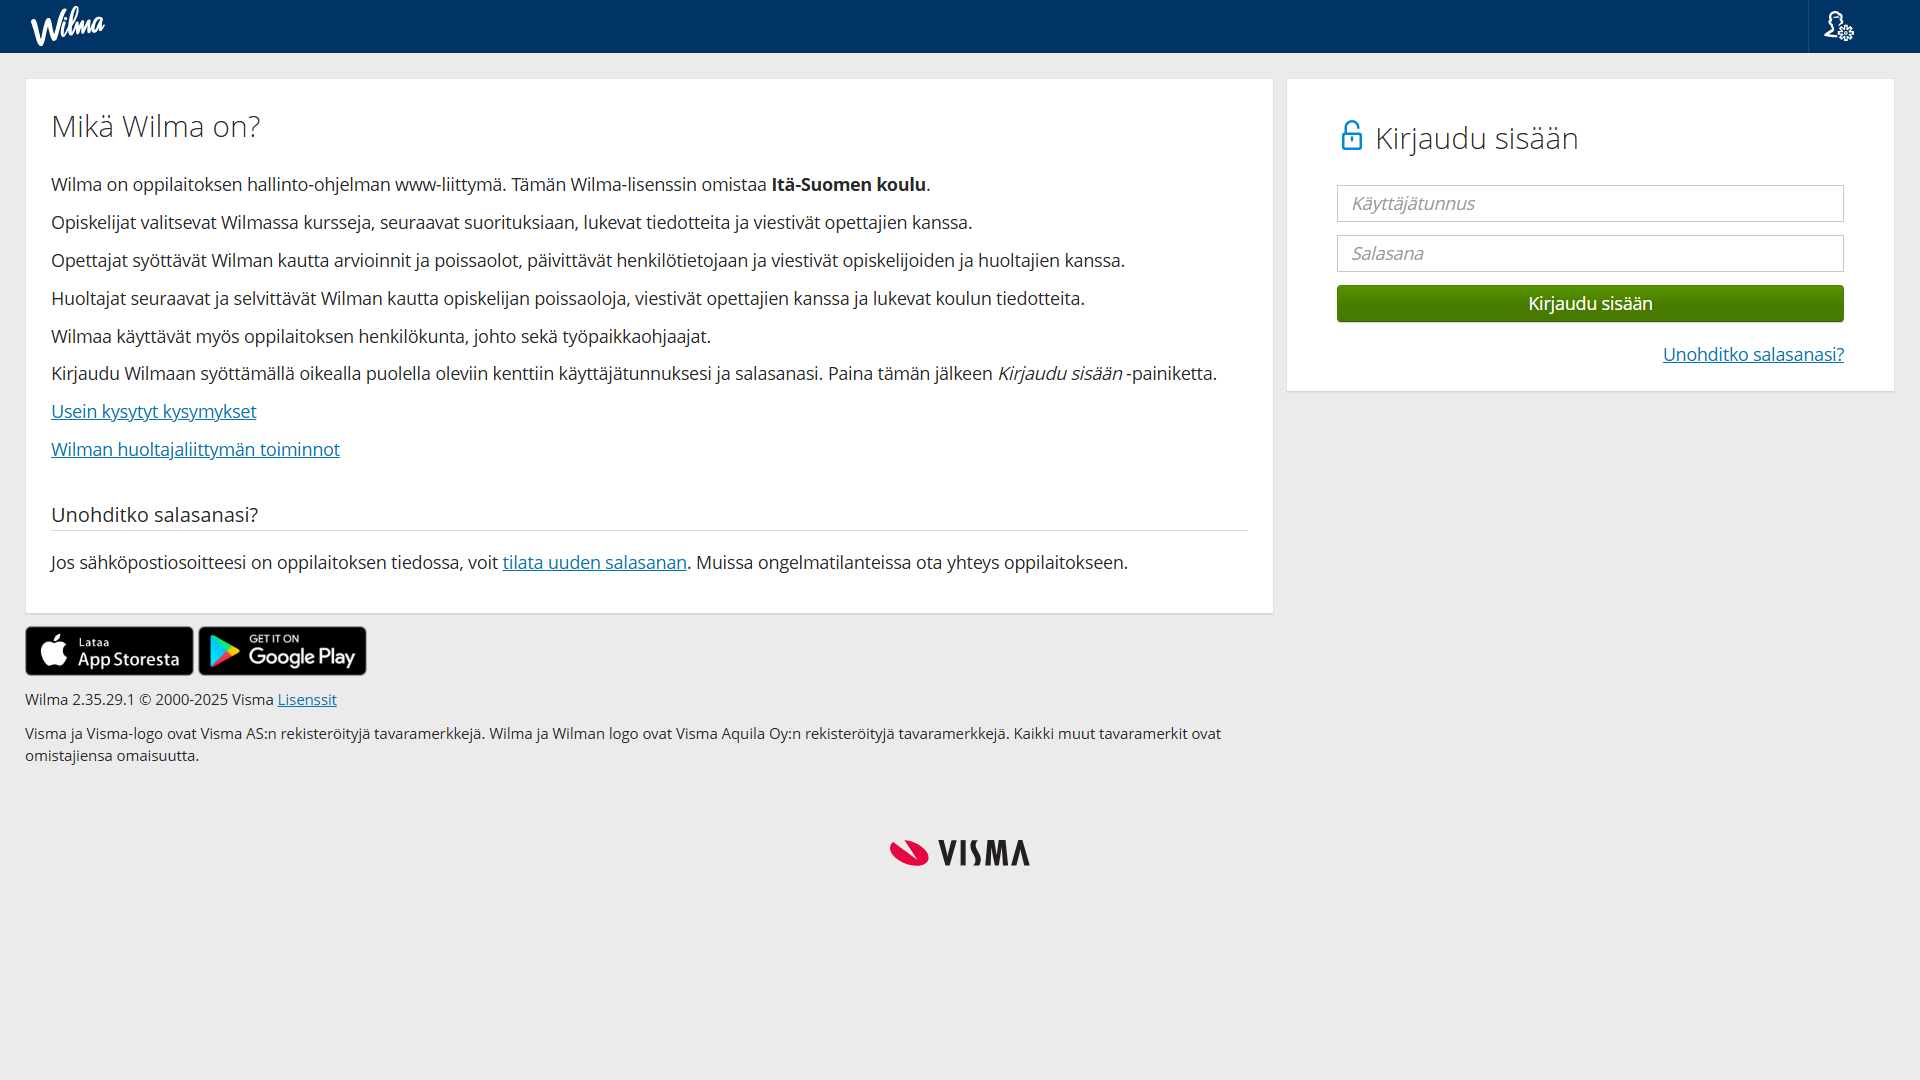 Wilma
Mikä Wilma on?
Wilma on oppilaitoksen hallinto-ohjelman www-liittymä. Tämän Wilma-lisenssin omistaa Itä-Suomen koulu.
Opiskelijat valitsevat Wilmassa kursseja, seuraavat suorituksiaan, lukevat tiedotteita ja viestivät opettajien kanssa.
Opettajat syöttävät Wilman kautta arvioinnit ja poissaolot, päivittävät henkilötietojaan ja viestivät opiskelijoiden ja huoltajien kanssa.
Huoltajat seuraavat ja selvittävät Wilman kautta opiskelijan poissaoloja, viestivät opettajien kanssa ja lukevat koulun tiedotteita.
Wilmaa käyttävät myös oppilaitoksen henkilökunta, johto sekä työpaikkaohjaajat.
Kirjaudu Wilmaan syöttämällä oikealla puolella oleviin kenttiin käyttäjätunnuksesi ja salasanasi. Paina tämän jälkeen Kirjaudu sisään -painiketta.
Usein kysytyt kysymykset
Wilman huoltajaliittymän toiminnot
Unohditko salasanasi?
Jos sähköpostiosoitteesi on oppilaitoksen tiedossa, voit tilata uuden salasanan. Muissa ongelmatilanteissa ota yhteys oppilaitokseen.
Kirjaudu sisään
Käyttäjätunnus
Salasana
Kirjaudu sisään
Unohditko salasanasi?
Lataa
App Storesta
GET IT ON
Google Play
Wilma 2.35.29.1 © 2000-2025 Visma Lisenssit
Visma ja Visma-logo ovat Visma AS:n rekisteröityjä tavaramerkkejä. Wilma ja Wilman logo ovat Visma Aquila Oy:n rekisteröityjä tavaramerkkejä. Kaikki muut tavaramerkit ovat
omistajiensa omaisuutta.
VISMA